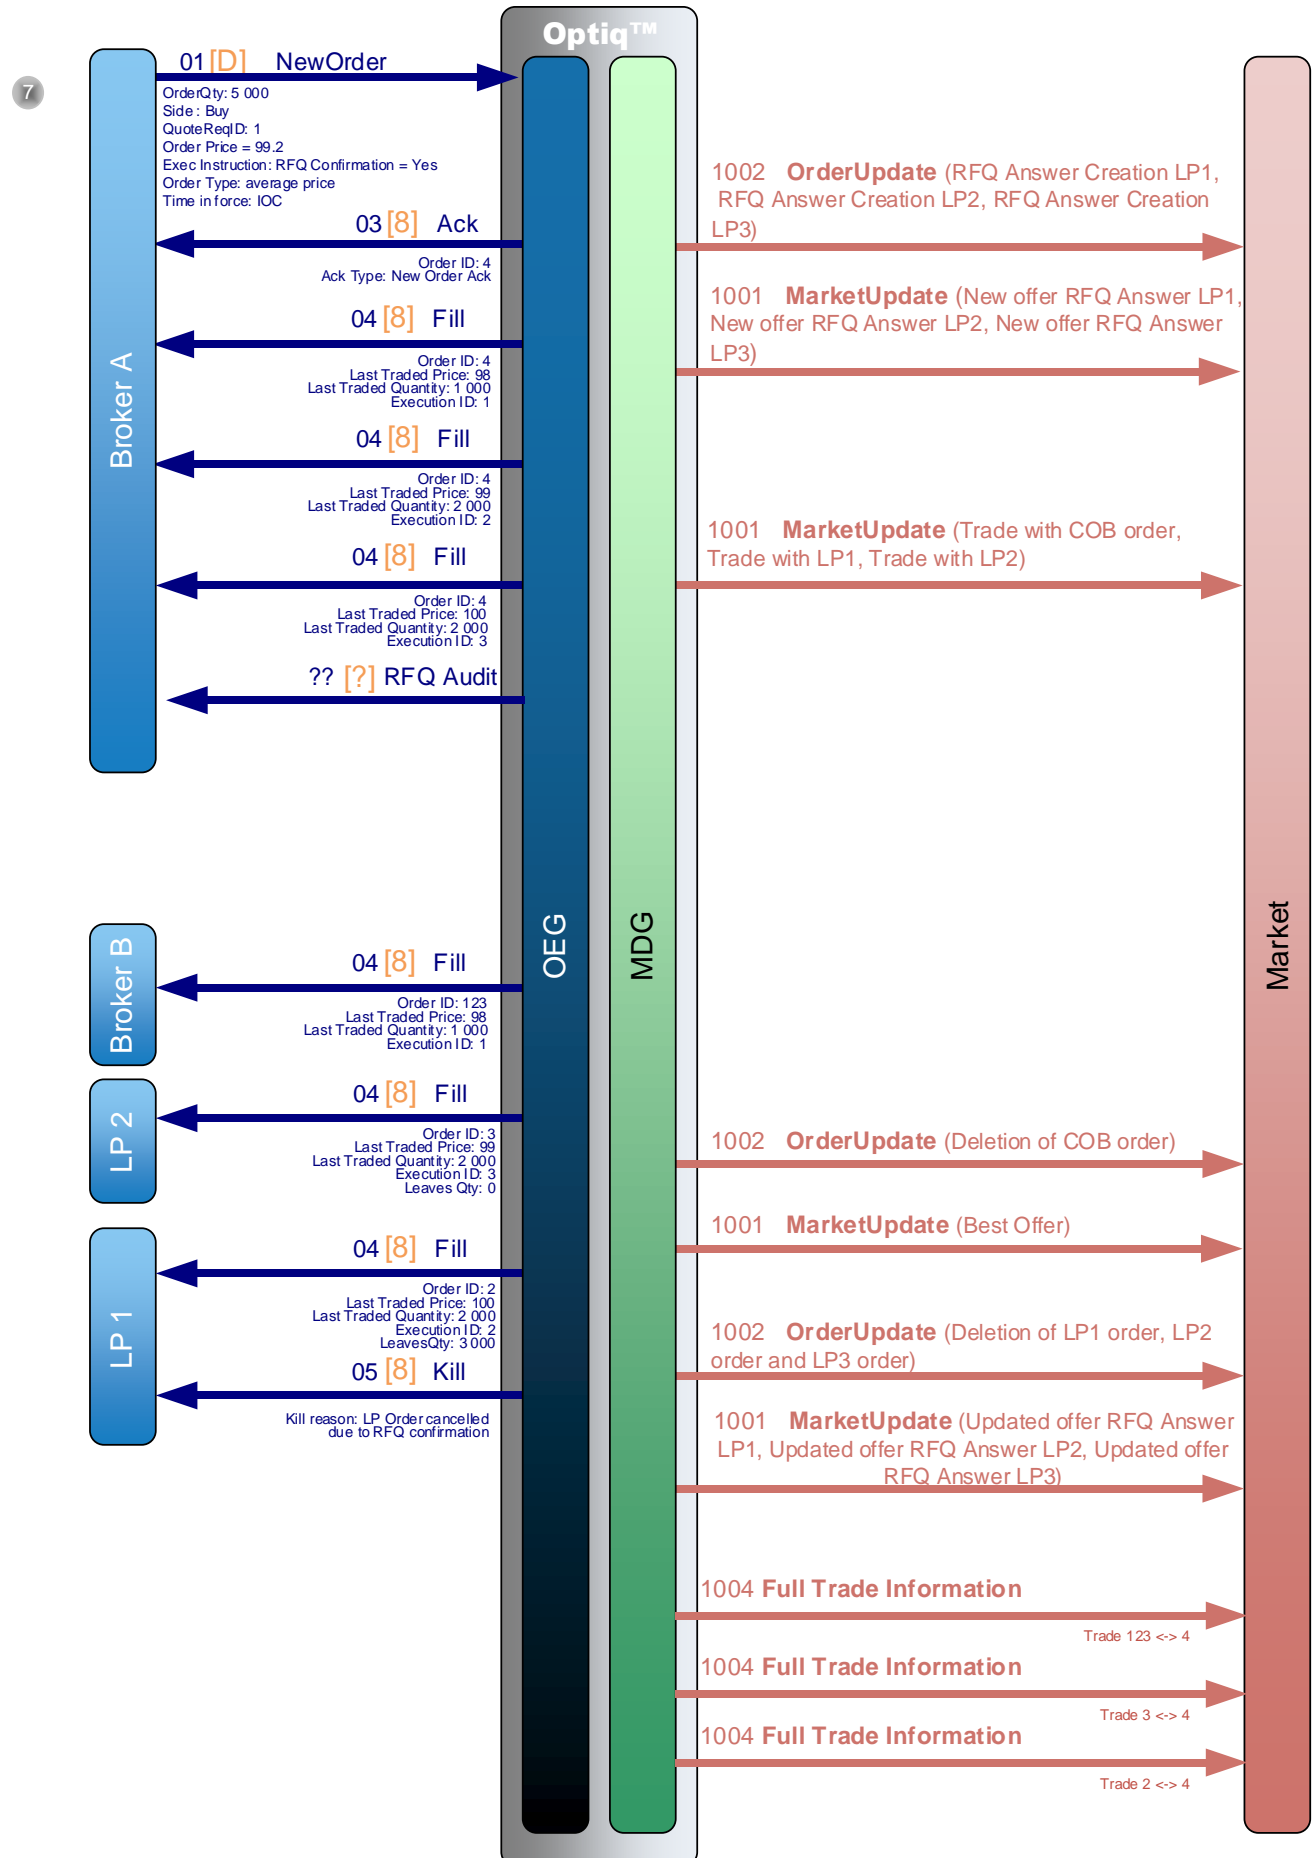 Optiq™
7
01 [D] NewOrder
OrderQty: 5 000
Side : Buy
QuoteReqID: 1
Order Price = 99.2
Exec Instruction: RFQ Confirmation = Yes
Order Type: average price
Time in force: IOC
03 [8] Ack
Order ID: 4
Ack Type: New Order Ack
04 [8] Fill
Order ID: 4
Last Traded Price: 98
Last Traded Quantity: 1 000
Execution ID: 1
04 [8] Fill
Order ID: 4
Last Traded Price: 99
Last Traded Quantity: 2 000
Execution ID: 2
04 [8] Fill
Order ID: 4
Last Traded Price: 100
Last Traded Quantity: 2 000
Execution ID: 3
?? [?] RFQ Audit
Broker A
Broker B
04 [8] Fill
Order ID: 123
Last Traded Price: 98
Last Traded Quantity: 1 000
Execution ID: 1
LP 2
04 [8] Fill
Order ID: 3
Last Traded Price: 99
Last Traded Quantity: 2 000
Execution ID: 3
Leaves Qty: 0
LP 1
04 [8] Fill
Order ID: 2
Last Traded Price: 100
Last Traded Quantity: 2 000
Execution ID: 2
LeavesQty: 3 000
05 [8] Kill
Kill reason: LP Order cancelled
due to RFQ confirmation
OEG
MDG
1002 OrderUpdate (RFQ Answer Creation LP1,
RFQ Answer Creation LP2, RFQ Answer Creation
LP3)
1001 MarketUpdate (New offer RFQ Answer LP1,
New offer RFQ Answer LP2, New offer RFQ Answer
LP3)
1001 MarketUpdate (Trade with COB order,
Trade with LP1, Trade with LP2)
1002 OrderUpdate (Deletion of COB order)
1001 MarketUpdate (Best Offer)
1002 OrderUpdate (Deletion of LP1 order, LP2
order and LP3 order)
1001 MarketUpdate (Updated offer RFQ Answer
LP1, Updated offer RFQ Answer LP2, Updated offer
RFQ Answer LP3)
1004 Full Trade Information
Trade 123 <-> 4
1004 Full Trade Information
Trade 3 <-> 4
1004 Full Trade Information
Trade 2 <-> 4
Market